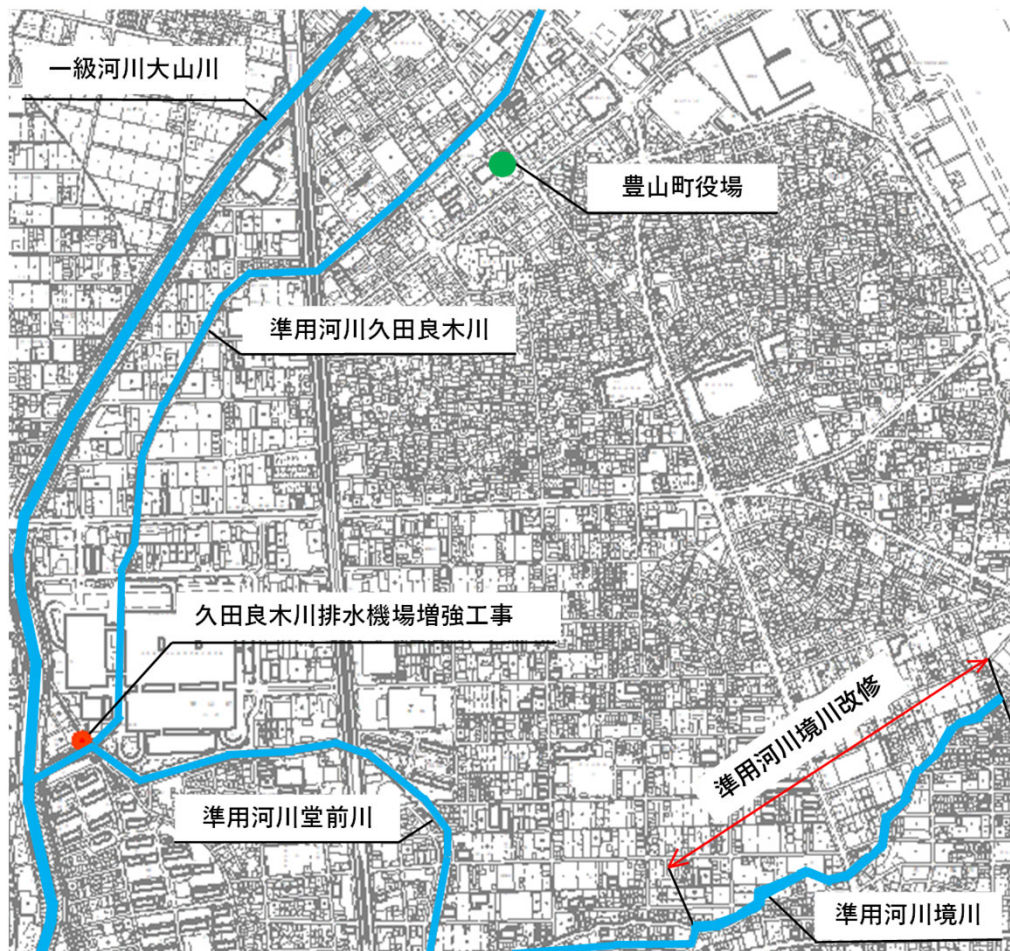 一級河川大山川
豊山町役場
準用河川久田良木川
久田良木川排水機場増強工事
準用河川境川改修
準用河川堂前川
準用河川境川